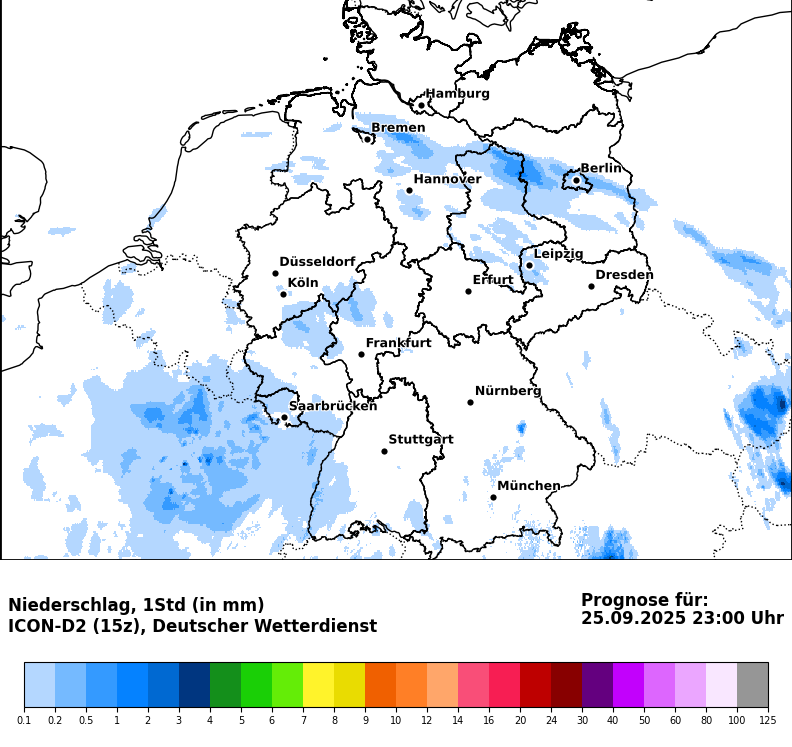 Hamburg
Bremen
Berlin
Hannover
Leipzig
Düsseldorf
Dresden
Köln
Erfurt
Frankfurt
Nürnberg
Saarbrücken
Stuttgart
München
Niederschlag, 1Std (in mm)
ICON-D2 (15z), Deutscher Wetterdienst
Prognose für:
25.09.2025 23:00 Uhr
0.1 0.2 0.5 1 2 3 4 5 6 7 8 9 10 12 14 16 20 24 30 40 50 60 80 100 125